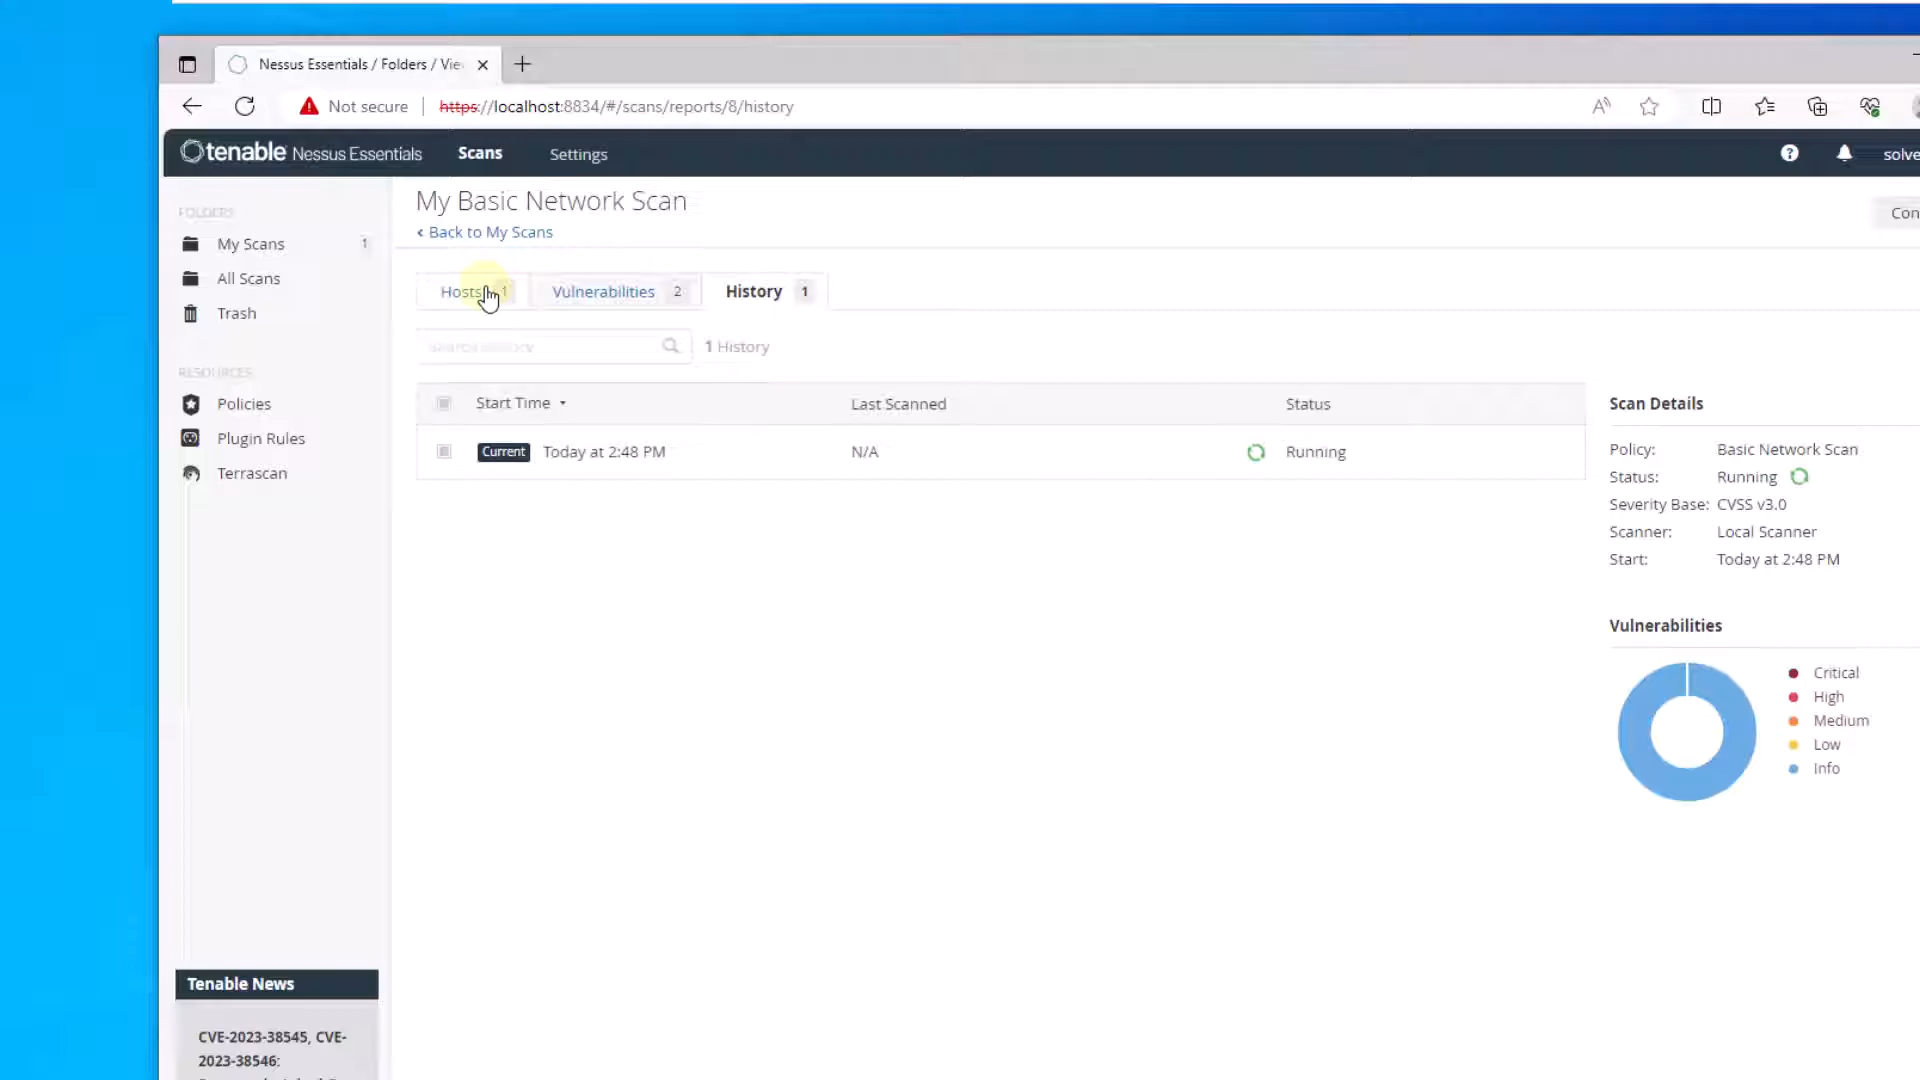 Nessus Essentials / Folders / Vie
Not secure
https://localhost:8834/#/scans/reports/8/history
tenable Nessus Essentials
Scans
Settings
solve
FOLDERS
My Scans 1
All Scans
Trash
RESOURCES
Policies
Plugin Rules
Terrascan
Tenable News
CVE-2023-38545, CVE-
2023-38546:
My Basic Network Scan
Con
< Back to My Scans
Hosts 1
Vulnerabilities 2
History 1
Search History
1 History
Start Time
Last Scanned
Status
Current Today at 2:48 PM
N/A
Running
Scan Details
Policy: Basic Network Scan
Status: Running
Severity Base: CVSS v3.0
Scanner: Local Scanner
Start: Today at 2:48 PM
Vulnerabilities
Critical
High
Medium
Low
Info